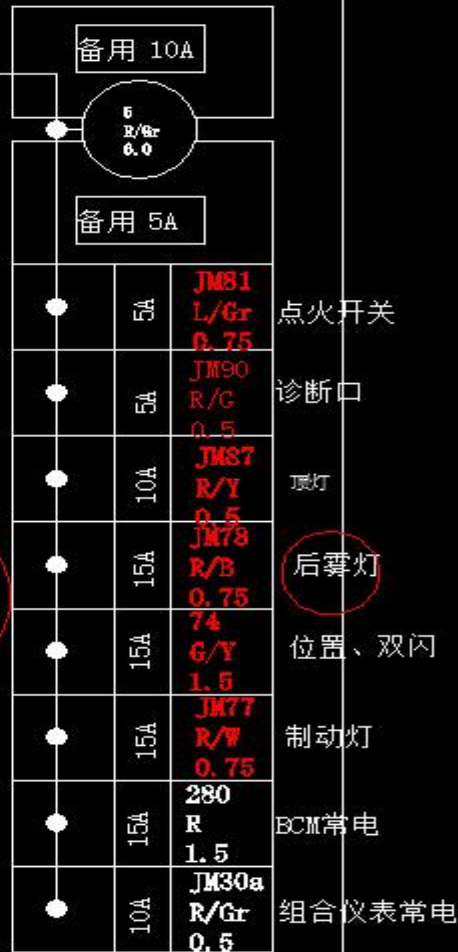 备用 10A
6
R/Gr
6.0
备用 5A
5A
JM81
L/Gr
0.75
点火开关
5A
JM90
R/G
0.5
诊断口
10A
JM87
R/Y
0.5
顶灯
15A
JM78
R/B
0.75
后雾灯
15A
74
G/Y
1.5
位置、双闪
15A
JM77
R/W
0.75
制动灯
15A
280
R
1.5
BCM常电
10A
JM30a
R/Gr
0.5
组合仪表常电